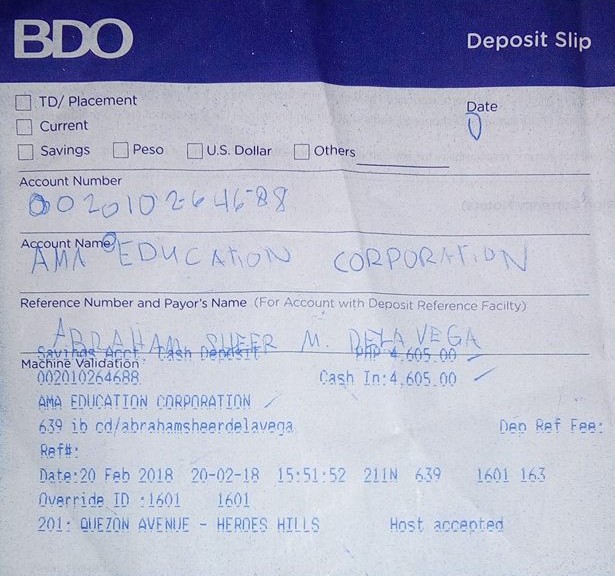 BDO
Deposit Slip
TD/ Placement
Date
Current
Savings Peso U.S. Dollar Others
Account Number
002010264688
Account Name
AMA EDUCATION CORPORATION
Reference Number and Payor's Name (For Account with Deposit Reference Facilty)
ABRAHAM SHEER M. DELA VEGA
Savings Acct. Cash Deposit PHP 4,605.00
Machine Validation
002010264688 Cash In:4,605.00
AMA EDUCATION CORPORATION
639 ib cd/abrahamsheerdelavega Dep Ref Fee:
Ref#:
Date:20 Feb 2018 20-02-18 15:51:52 211N 639 1601 163
Override ID :1601 1601
201: QUEZON AVENUE - HEROES HILLS Host accepted